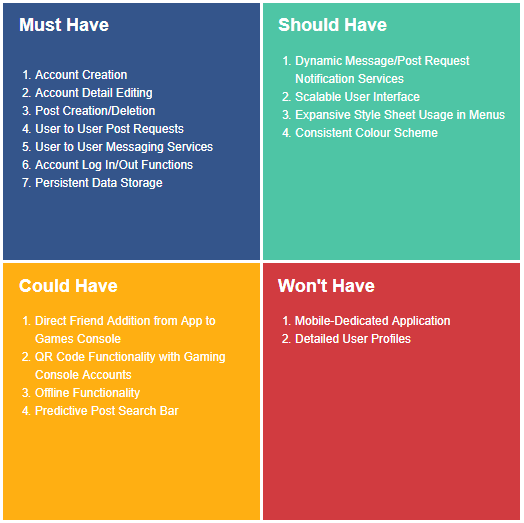 Must Have
1. Account Creation
2. Account Detail Editing
3. Post Creation/Deletion
4. User to User Post Requests
5. User to User Messaging Services
6. Account Log In/Out Functions
7. Persistent Data Storage
Should Have
1. Dynamic Message/Post Request
Notification Services
2. Scalable User Interface
3. Expansive Style Sheet Usage in Menus
4. Consistent Colour Scheme
Could Have
1. Direct Friend Addition from App to
Games Console
2. QR Code Functionality with Gaming
Console Accounts
3. Offline Functionality
4. Predictive Post Search Bar
Won't Have
1. Mobile-Dedicated Application
2. Detailed User Profiles